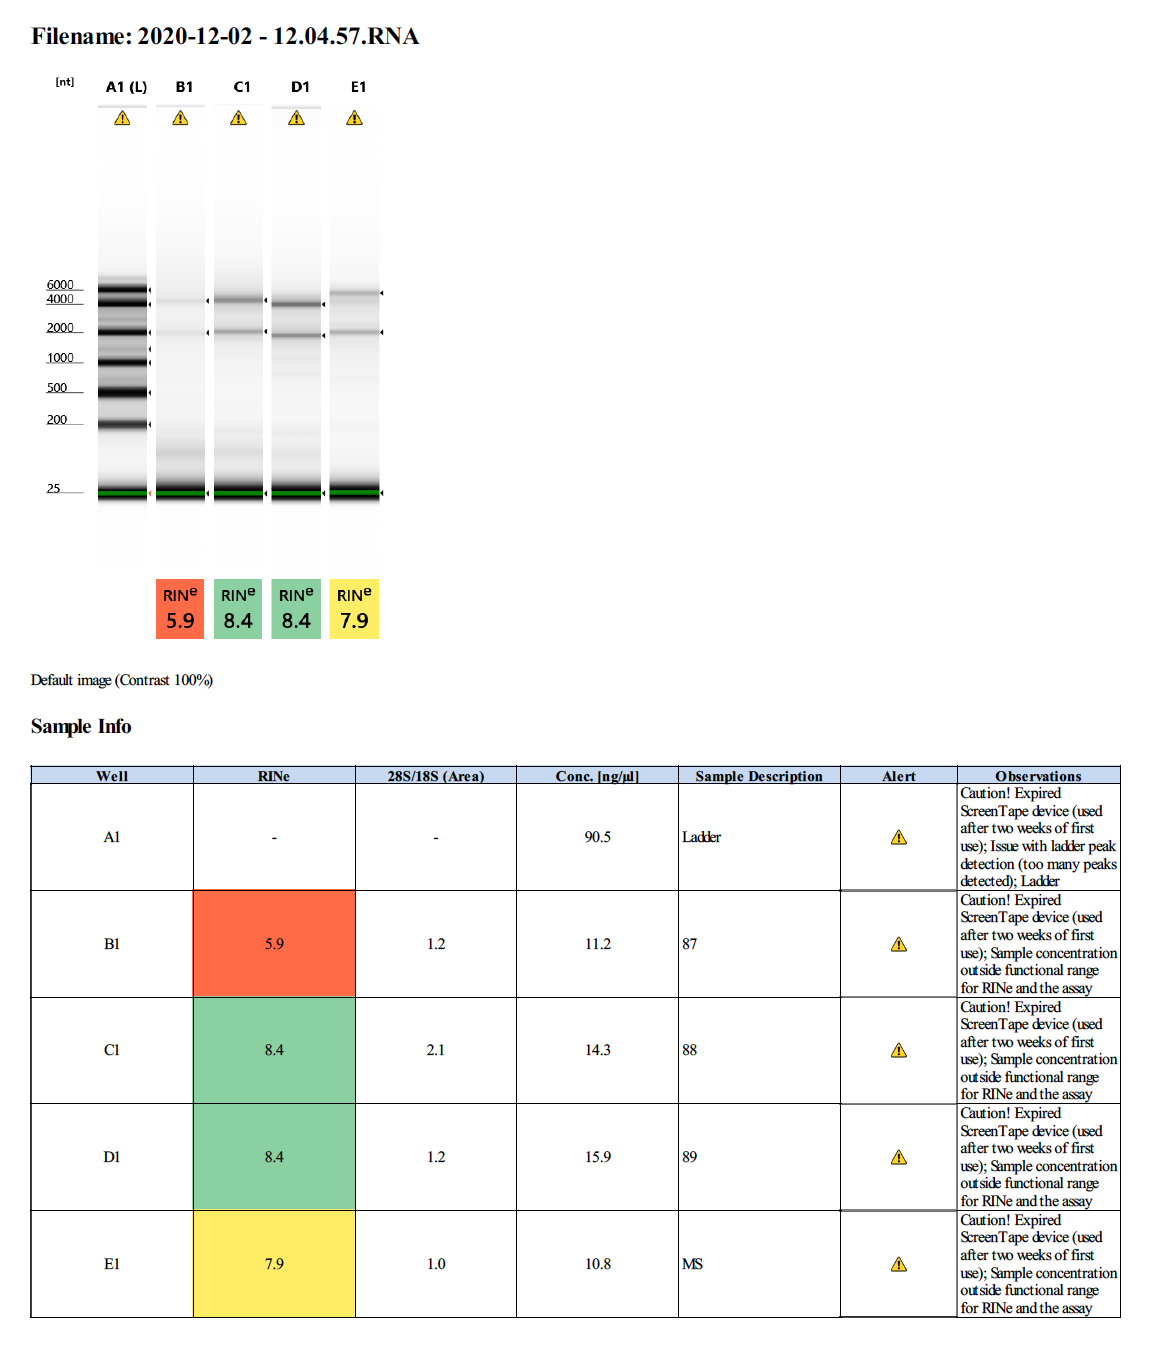 Filename: 2020-12-02 - 12.04.57.RNA
[nt] A1 (L) B1 C1 D1 E1
6000
4000
2000
1000
500
200
25
RINe RINe RINe RINe
5.9 8.4 8.4 7.9
Default image (Contrast 100%)
Sample Info
Well RINe 28S/18S (Area) Conc. [ng/µl] Sample Description Alert Observations
A1 - - 90.5 Ladder
Caution! Expired
ScreenTape device (used
after two weeks of first
use); Issue with ladder peak
detection (too many peaks
detected); Ladder
B1 5.9 1.2 11.2 87
Caution! Expired
ScreenTape device (used
after two weeks of first
use); Sample concentration
outside functional range
for RINe and the assay
C1 8.4 2.1 14.3 88
Caution! Expired
ScreenTape device (used
after two weeks of first
use); Sample concentration
outside functional range
for RINe and the assay
D1 8.4 1.2 15.9 89
Caution! Expired
ScreenTape device (used
after two weeks of first
use); Sample concentration
outside functional range
for RINe and the assay
E1 7.9 1.0 10.8 MS
Caution! Expired
ScreenTape device (used
after two weeks of first
use); Sample concentration
outside functional range
for RINe and the assay